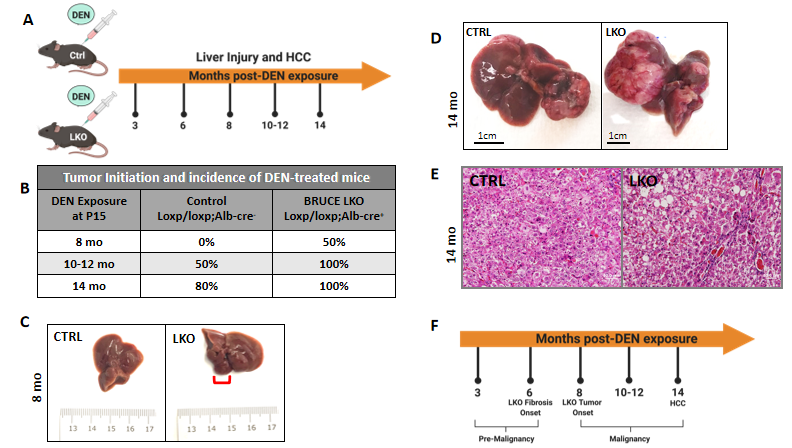 A
DEN
Ctrl
DEN
LKO
Liver Injury and HCC
Months post-DEN exposure
3 6 8 10-12 14
B
Tumor Initiation and incidence of DEN-treated mice
DEN Exposure at P15 Control Loxp/loxp;Alb-cre⁻ BRUCE LKO Loxp/loxp;Alb-cre⁺
8 mo 0% 50%
10-12 mo 50% 100%
14 mo 80% 100%
C
8 mo
CTRL
13 14 15 16 17
LKO
13 14 15 16 17
D
14 mo
CTRL
1cm
LKO
1cm
E
14 mo
CTRL
LKO
F
Months post-DEN exposure
3 6 8 10-12 14
LKO Fibrosis Onset
LKO Tumor Onset
HCC
Pre-Malignancy
Malignancy